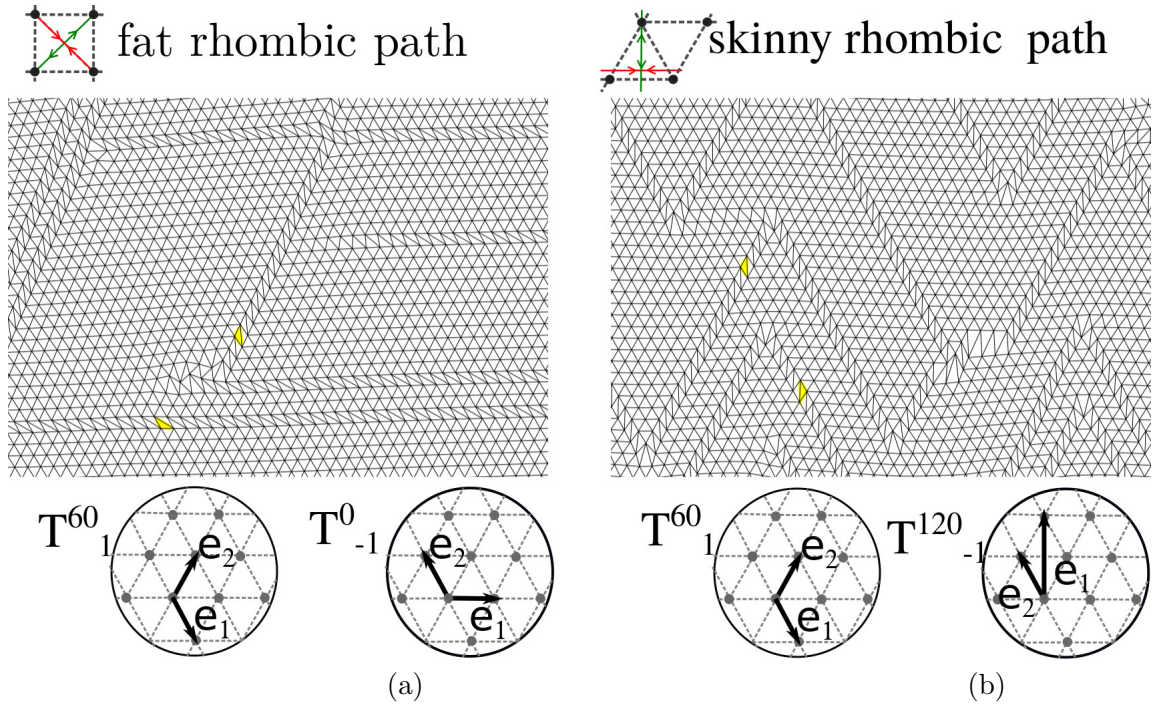 fat rhombic path
skinny rhombic path
T⁶⁰₁ e₂ e₁
T⁰₋₁ e₂ e₁
T⁶⁰₁ e₂ e₁
T¹²⁰₋₁ e₁ e₂
(a)
(b)